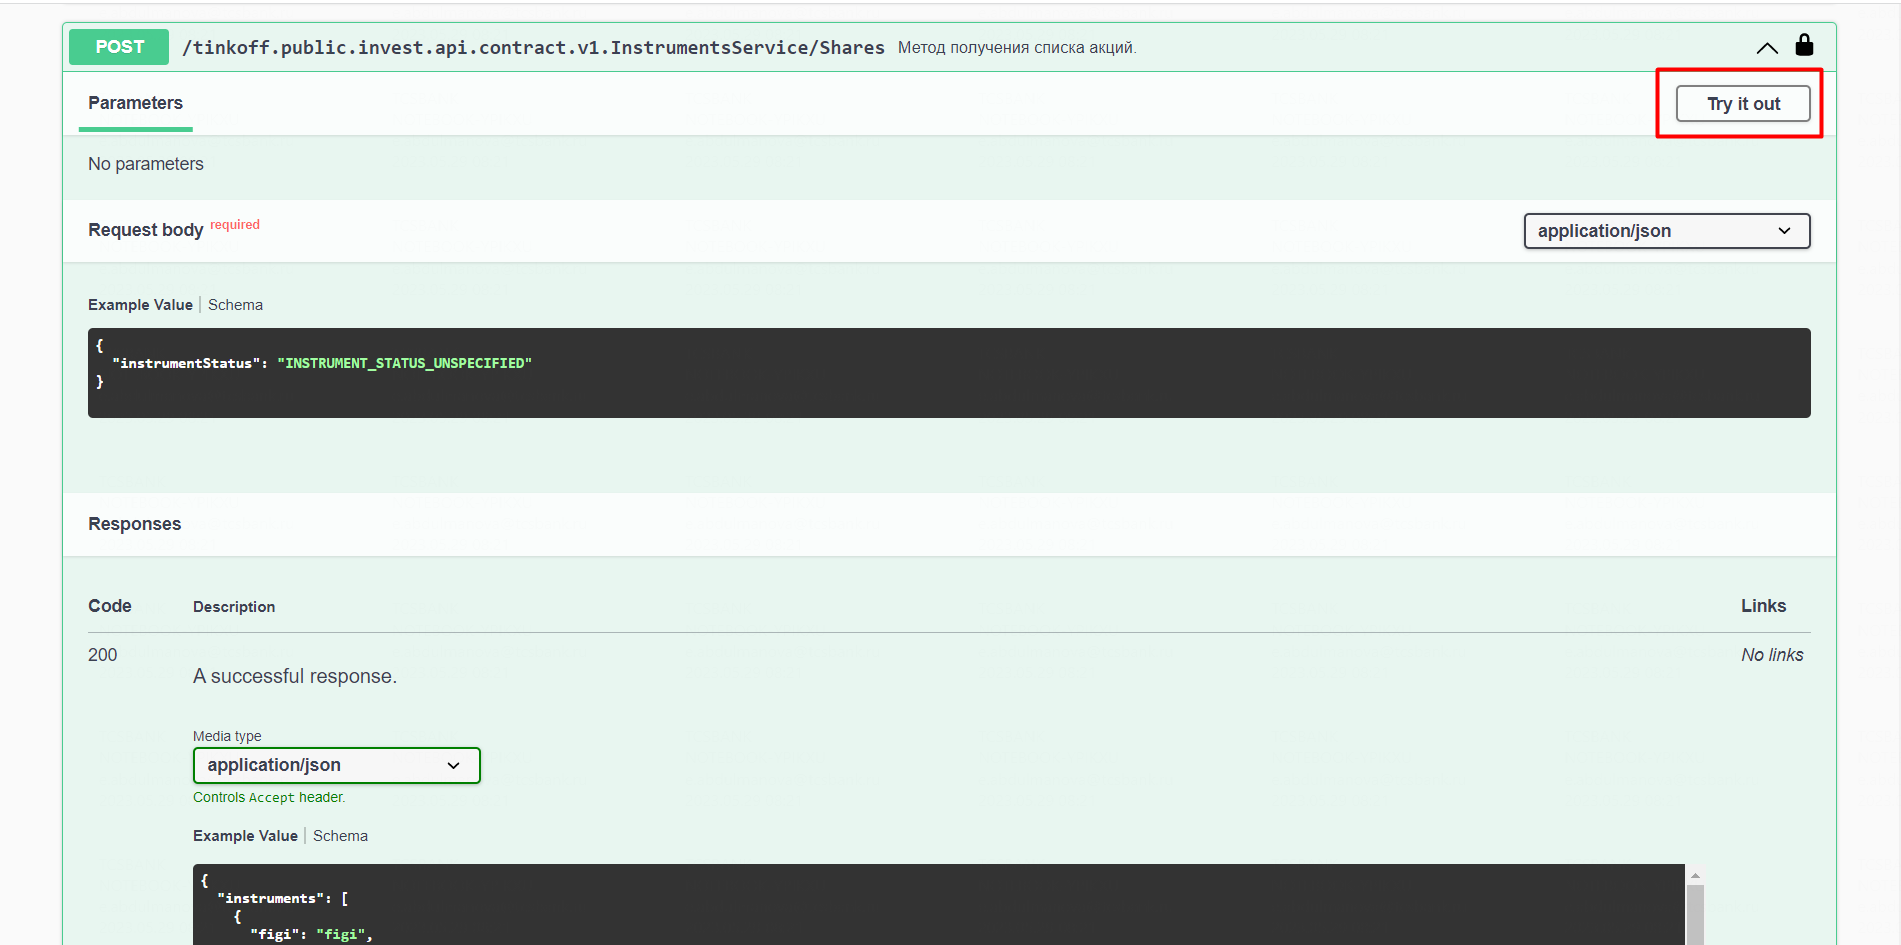 POST /tinkoff.public.invest.api.contract.v1.InstrumentsService/Shares Метод получения списка акций.
Parameters
Try it out
No parameters
Request body required
application/json
Example Value | Schema
{
"instrumentStatus": "INSTRUMENT_STATUS_UNSPECIFIED"
}
Responses
Code Description Links
200 No links
A successful response.
Media type
application/json
Controls Accept header.
Example Value | Schema
{
"instruments": [
{
"figi": "figi",